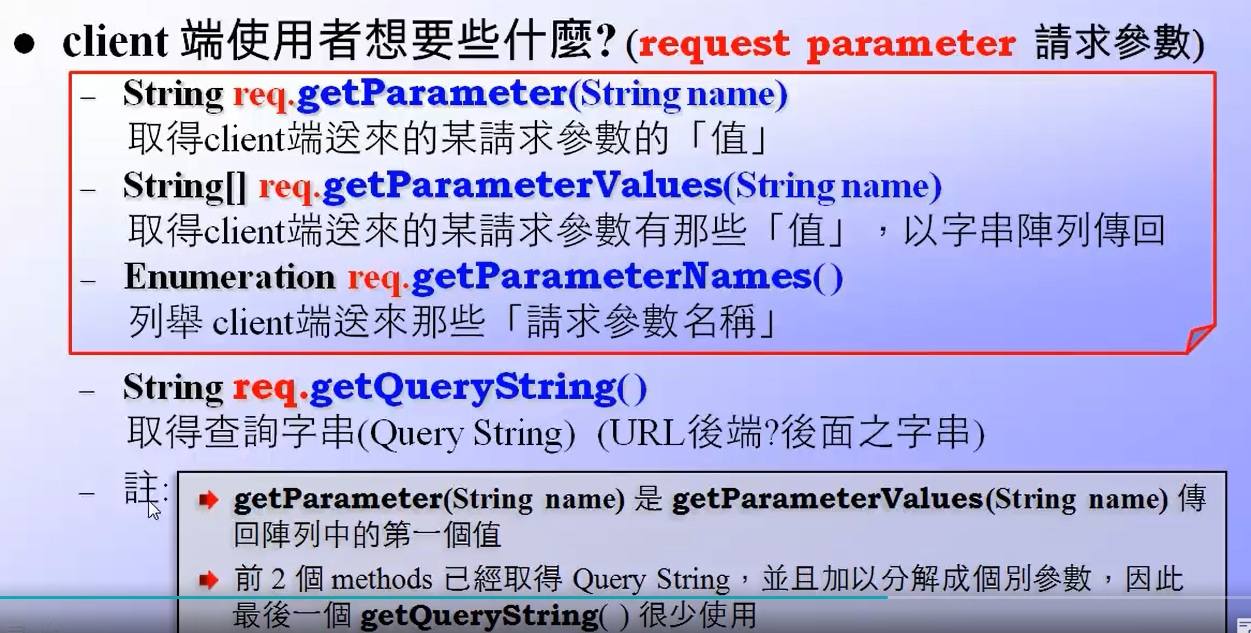 ● client 端使用者想要些什麼? (request parameter 請求參數)
– String req.getParameter(String name)
取得client端送來的某請求參數的「值」
– String[] req.getParameterValues(String name)
取得client端送來的某請求參數有那些「值」，以字串陣列傳回
– Enumeration req.getParameterNames()
列舉 client端送來那些「請求參數名稱」
– String req.getQueryString()
取得查詢字串(Query String) (URL後端?後面之字串)
– 註:
getParameter(String name) 是 getParameterValues(String name) 傳
回陣列中的第一個值
前 2 個 methods 已經取得 Query String，並且加以分解成個別參數，因此
最後一個 getQueryString( ) 很少使用